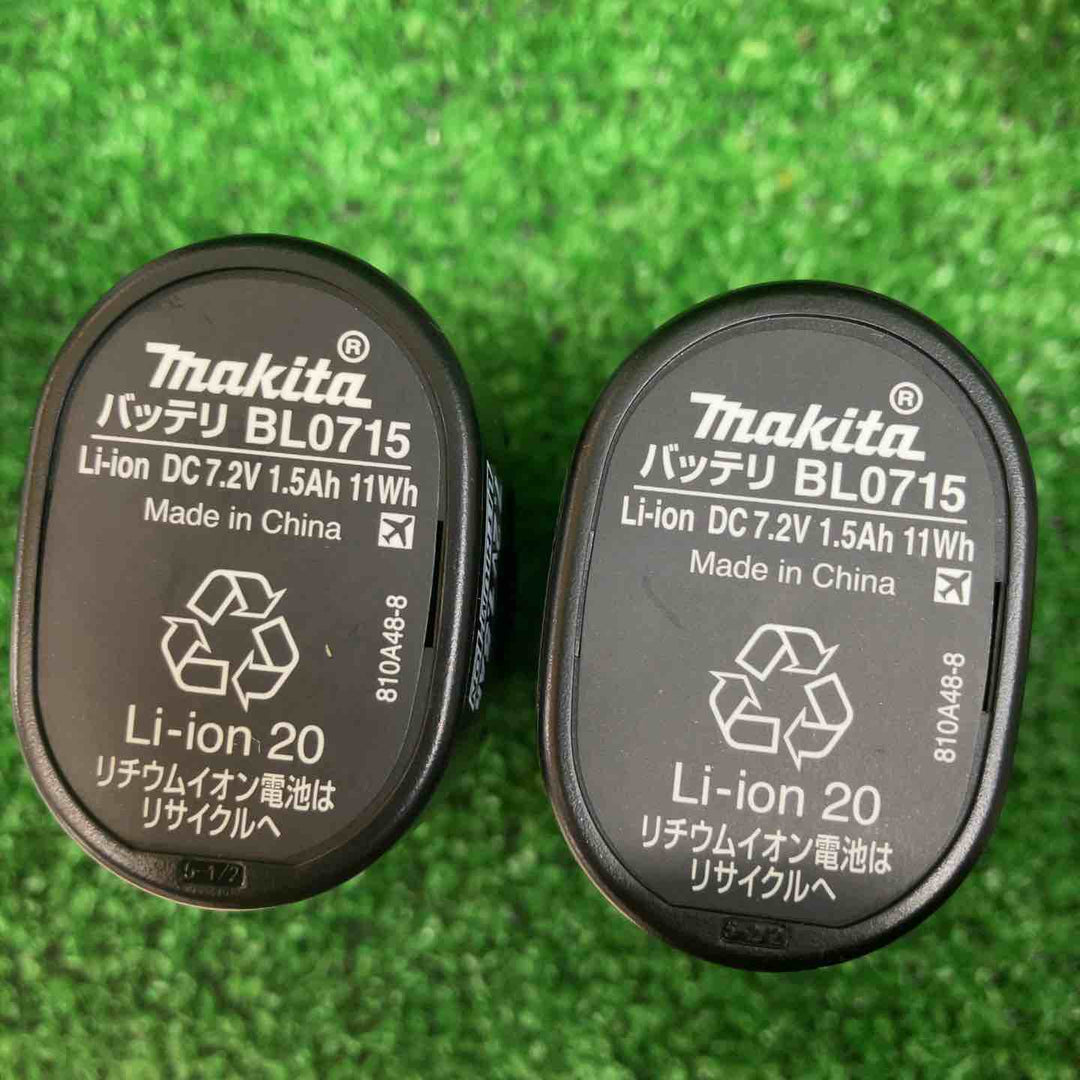 makita®
バッテリ BL0715
Li-ion DC 7.2V 1.5Ah 11Wh
Made in China
810A48-8
Li-ion 20
リチウムイオン電池は
リサイクルへ
5-1/2
makita®
バッテリ BL0715
Li-ion DC 7.2V 1.5Ah 11Wh
Made in China
810A48-8
Li-ion 20
リチウムイオン電池は
リサイクルへ